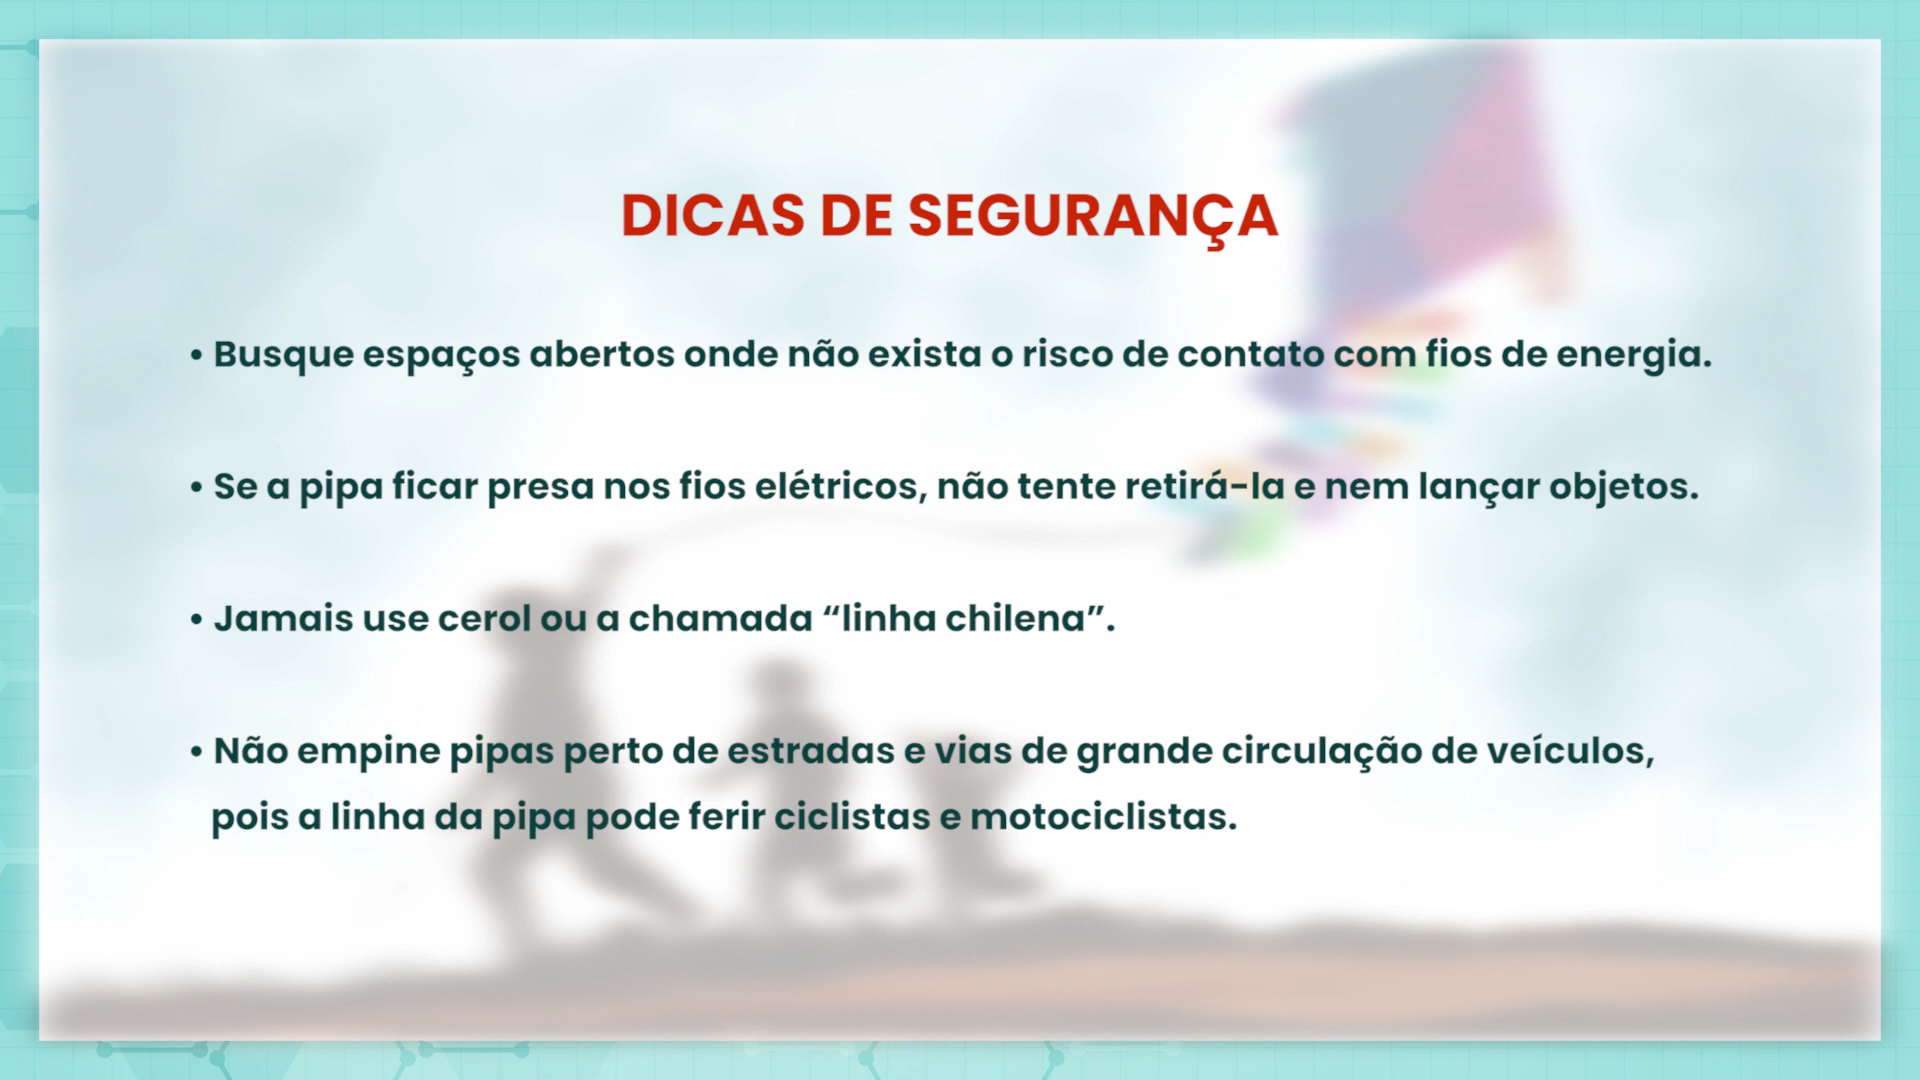 DICAS DE SEGURANÇA
• Busque espaços abertos onde não exista o risco de contato com fios de energia.
• Se a pipa ficar presa nos fios elétricos, não tente retirá-la e nem lançar objetos.
• Jamais use cerol ou a chamada “linha chilena”.
• Não empine pipas perto de estradas e vias de grande circulação de veículos,
pois a linha da pipa pode ferir ciclistas e motociclistas.